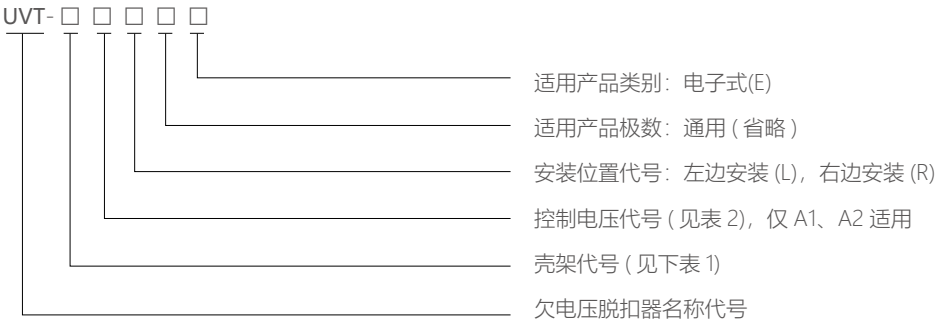 UVT-□ □ □ □ □
适用产品类别：电子式(E)
适用产品极数：通用 ( 省略 )
安装位置代号：左边安装 (L)，右边安装 (R)
控制电压代号 ( 见表 2)，仅 A1、A2 适用
壳架代号 ( 见下表 1)
欠电压脱扣器名称代号